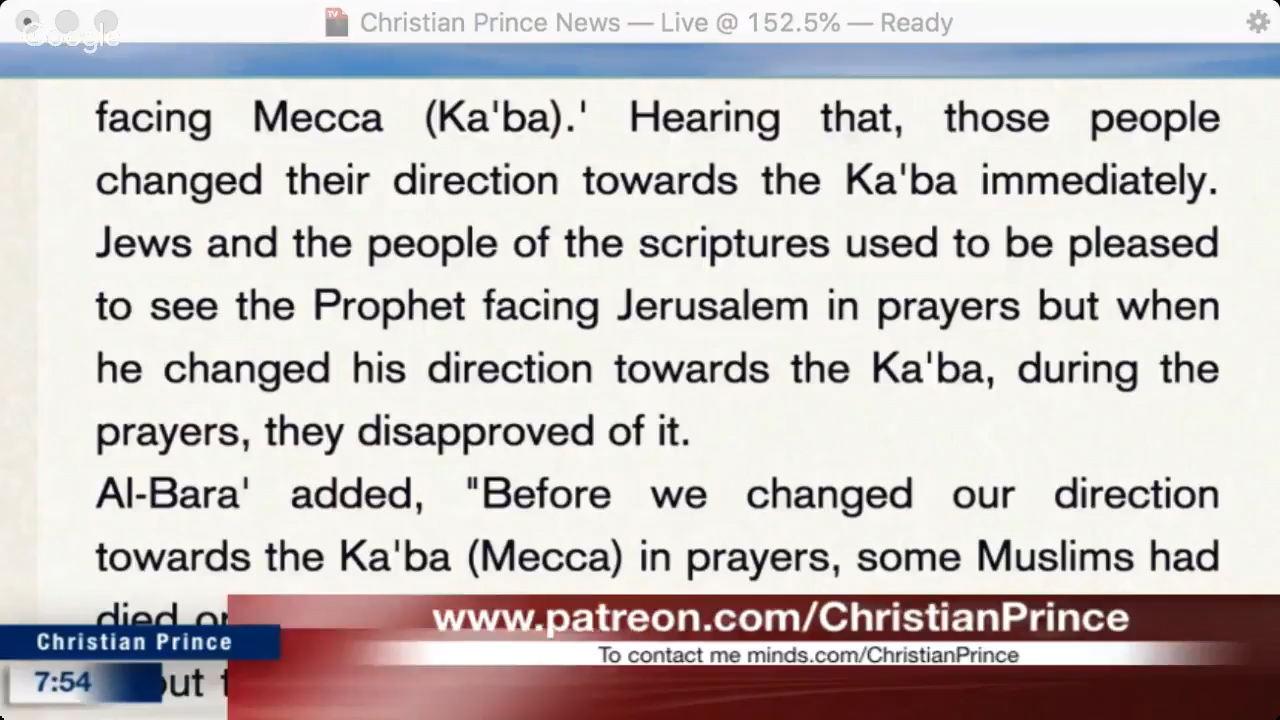 Christian Prince News — Live @ 152.5% — Ready
TV
Google
facing Mecca (Ka'ba).' Hearing that, those people
changed their direction towards the Ka'ba immediately.
Jews and the people of the scriptures used to be pleased
to see the Prophet facing Jerusalem in prayers but when
he changed his direction towards the Ka'ba, during the
prayers, they disapproved of it.
Al-Bara' added, "Before we changed our direction
towards the Ka'ba (Mecca) in prayers, some Muslims had
died
www.patreon.com/ChristianPrince
Christian Prince
To contact me minds.com/ChristianPrince
7:54